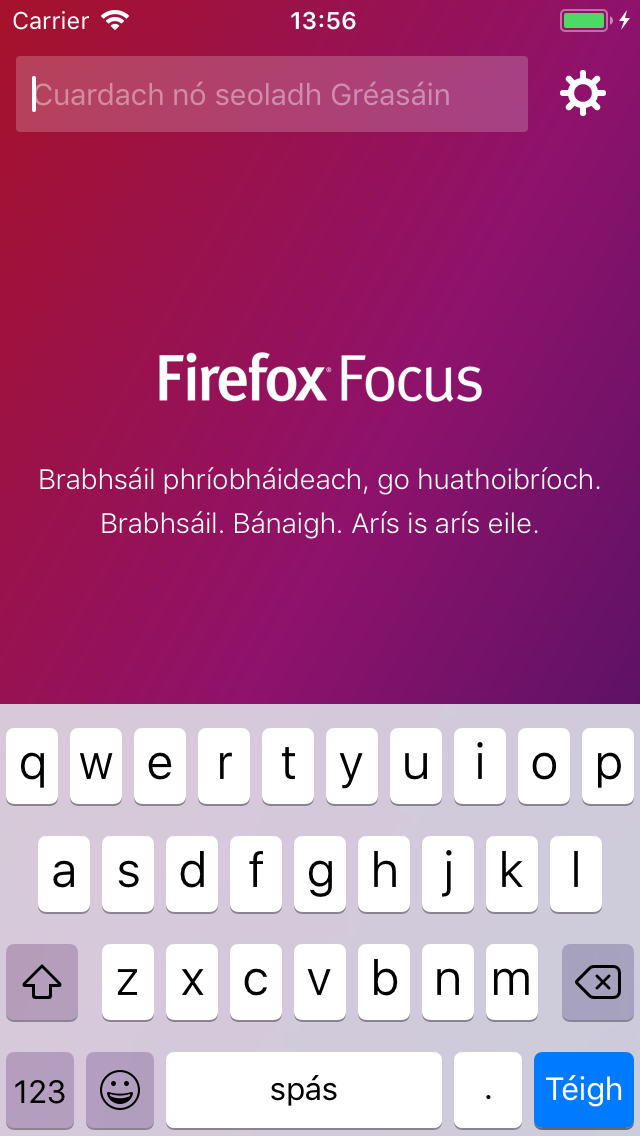 Carrier 13:56
Cuardach nó seoladh Gréasáin
Firefox® Focus
Brabhsáil phríobháideach, go huathoibríoch.
Brabhsáil. Bánaigh. Arís is arís eile.
q w e r t y u i o p
a s d f g h j k l
z x c v b n m
123 spás . Téigh